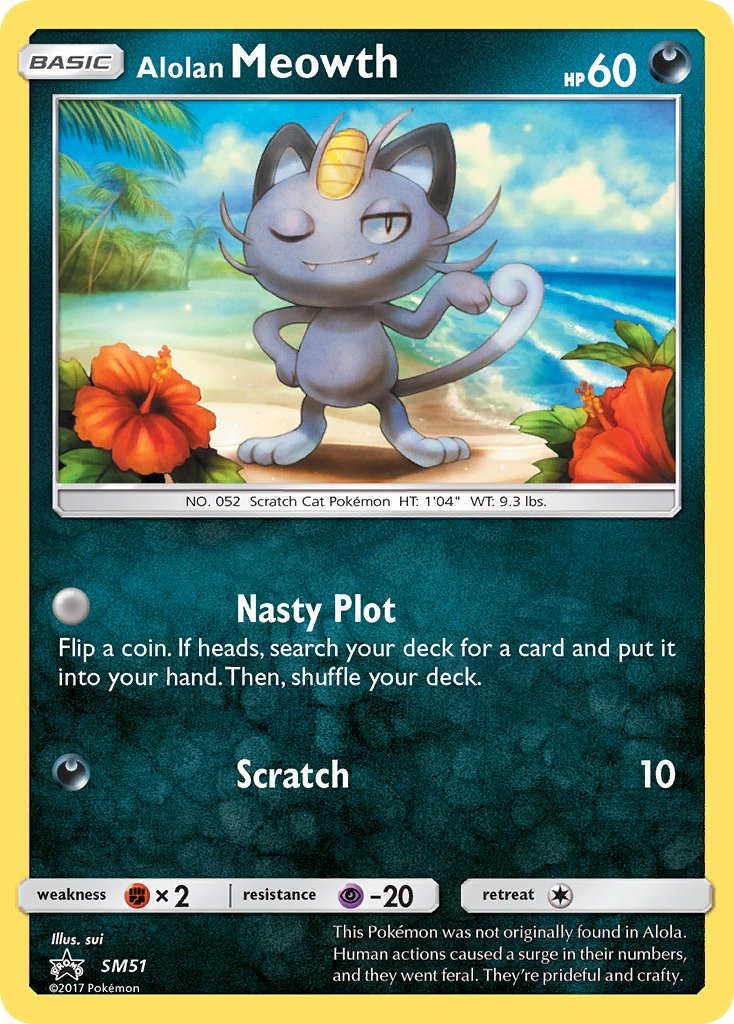 BASIC Alolan Meowth HP 60
NO. 052 Scratch Cat Pokémon HT: 1'04" WT: 9.3 lbs.
Nasty Plot
Flip a coin. If heads, search your deck for a card and put it
into your hand. Then, shuffle your deck.
Scratch 10
weakness ×2 resistance -20 retreat
Illus. sui
PROMO SM51
©2017 Pokémon
This Pokémon was not originally found in Alola.
Human actions caused a surge in their numbers,
and they went feral. They're prideful and crafty.